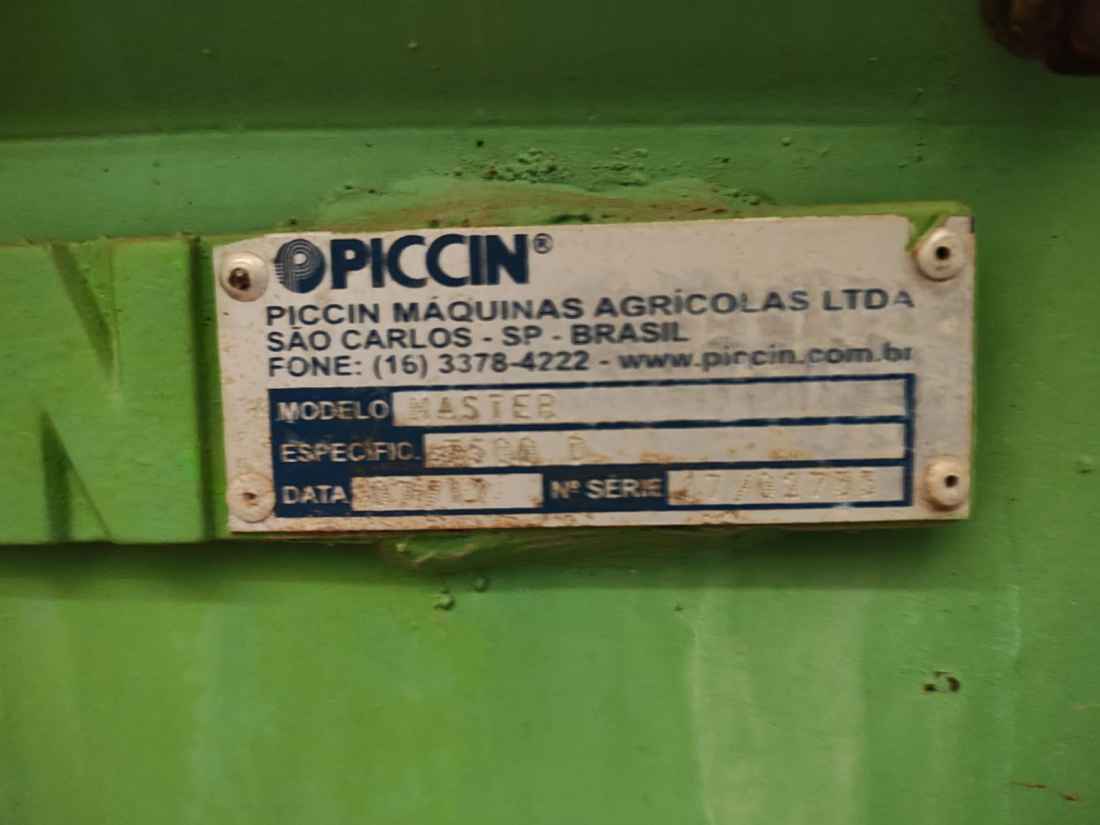 PICCIN®
PICCIN MÁQUINAS AGRÍCOLAS LTDA
SÃO CARLOS - SP - BRASIL
FONE: (16) 3378-4222 - www.piccin.com.br
MODELO MASTER
ESPECIFIC. D
DATA Nº SÉRIE
N